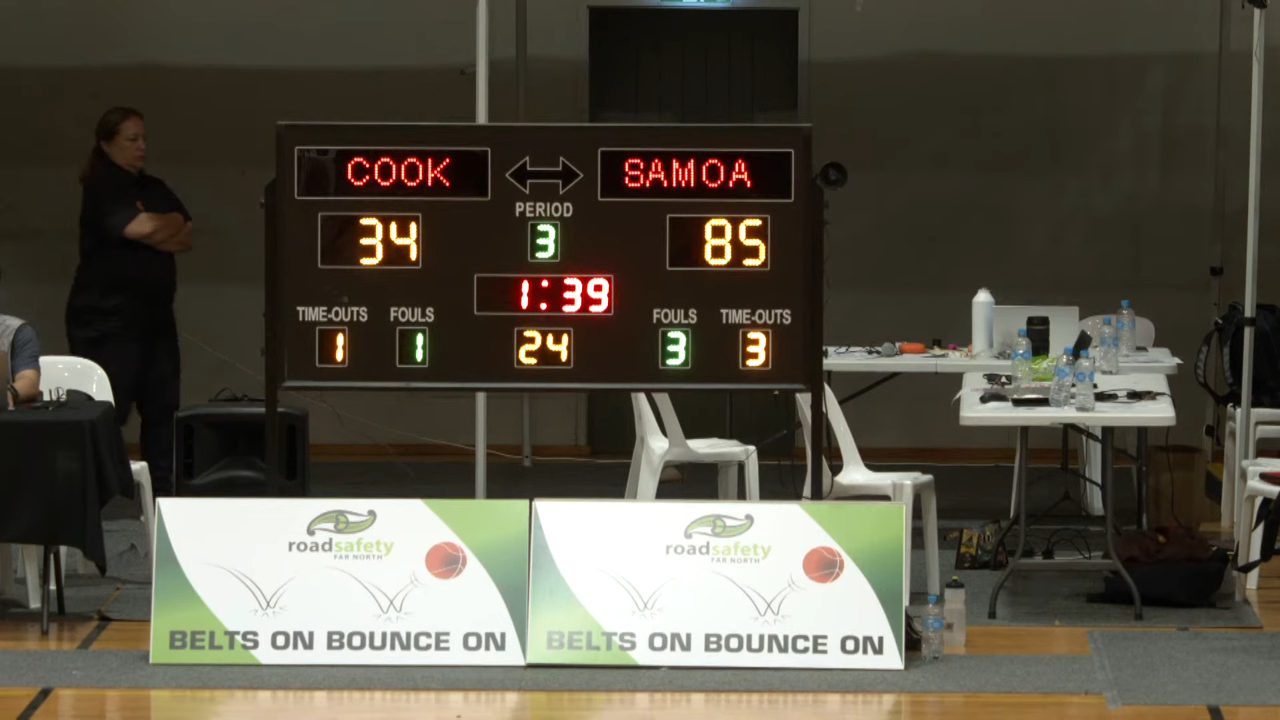 COOK SAMOA
PERIOD
34 3 85
1:39
TIME-OUTS FOULS FOULS TIME-OUTS
1 1 24 3 3
roadsafety
FAR NORTH
BELTS ON BOUNCE ON
roadsafety
FAR NORTH
BELTS ON BOUNCE ON